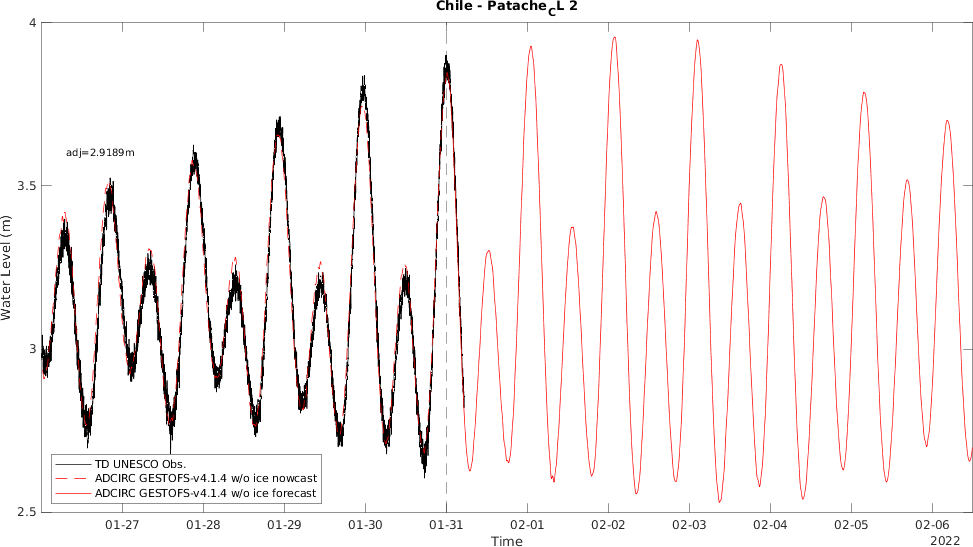 Chile - Patache_CL 2
4
adj=2.9189m
3.5
Water Level (m)
3
TD UNESCO Obs.
ADCIRC GESTOFS-v4.1.4 w/o ice nowcast
ADCIRC GESTOFS-v4.1.4 w/o ice forecast
2.5
01-27 01-28 01-29 01-30 01-31 02-01 02-02 02-03 02-04 02-05 02-06
Time
2022